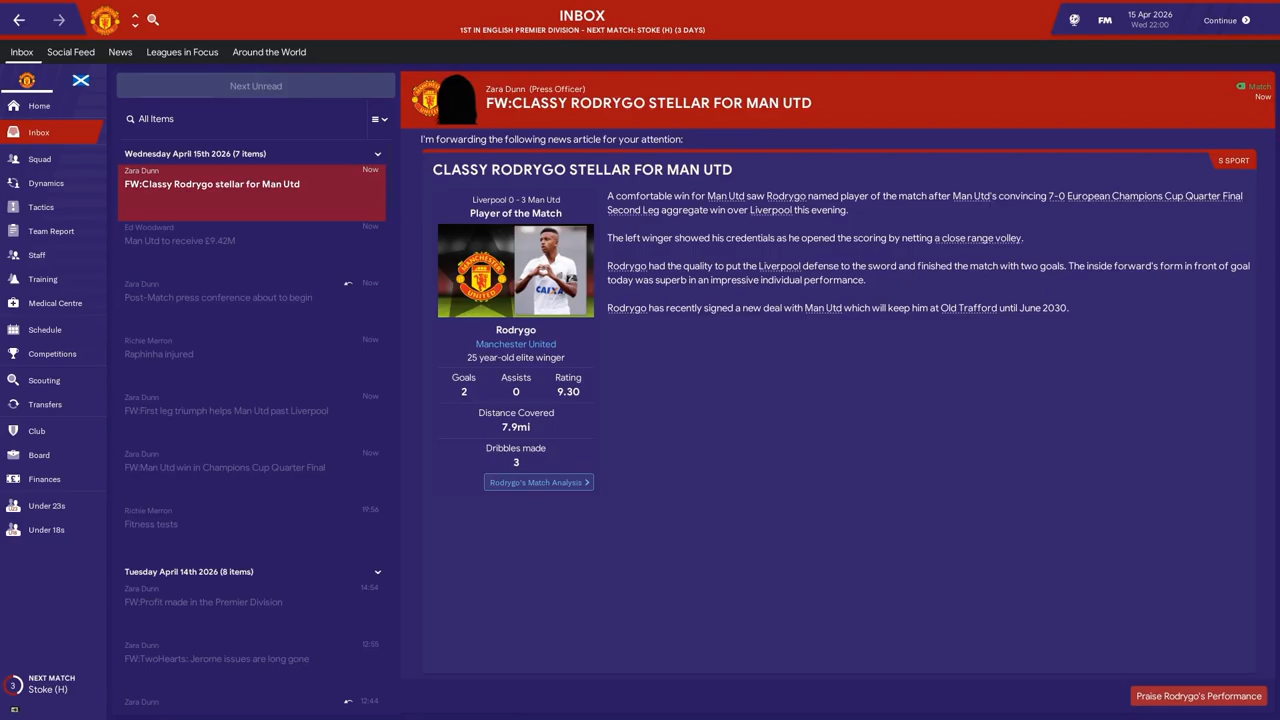 INBOX
1ST IN ENGLISH PREMIER DIVISION - NEXT MATCH: STOKE (H) (3 DAYS)
FM
15 Apr 2026
Wed 22:00
Continue
Inbox
Social Feed
News
Leagues in Focus
Around the World
Home
Inbox
Squad
Dynamics
Tactics
Team Report
Staff
Training
Medical Centre
Schedule
Competitions
Scouting
Transfers
Club
Board
Finances
Under 23s
Under 18s
3
NEXT MATCH
Stoke (H)
Next Unread
All Items
Wednesday April 15th 2026 (7 items)
Zara Dunn
Now
FW:Classy Rodrygo stellar for Man Utd
Ed Woodward
Now
Man Utd to receive £9.42M
Zara Dunn
Now
Post-Match press conference about to begin
Richie Merron
Now
Raphinha injured
Zara Dunn
Now
FW:First leg triumph helps Man Utd past Liverpool
Zara Dunn
Now
FW:Man Utd win in Champions Cup Quarter Final
Richie Merron
19:56
Fitness tests
Tuesday April 14th 2026 (8 items)
Zara Dunn
14:54
FW:Profit made in the Premier Division
Zara Dunn
12:55
FW:TwoHearts: Jerome issues are long gone
Zara Dunn
12:44
Zara Dunn (Press Officer)
FW:CLASSY RODRYGO STELLAR FOR MAN UTD
Match
Now
I'm forwarding the following news article for your attention:
S SPORT
CLASSY RODRYGO STELLAR FOR MAN UTD
Liverpool 0 - 3 Man Utd
Player of the Match
MANCHESTER
UNITED
CAIXA
Rodrygo
Manchester United
25 year-old elite winger
Goals
Assists
Rating
2
0
9.30
Distance Covered
7.9mi
Dribbles made
3
Rodrygo's Match Analysis
A comfortable win for Man Utd saw Rodrygo named player of the match after Man Utd's convincing 7-0 European Champions Cup Quarter Final
Second Leg aggregate win over Liverpool this evening.
The left winger showed his credentials as he opened the scoring by netting a close range volley.
Rodrygo had the quality to put the Liverpool defense to the sword and finished the match with two goals. The inside forward's form in front of goal
today was superb in an impressive individual performance.
Rodrygo has recently signed a new deal with Man Utd which will keep him at Old Trafford until June 2030.
Praise Rodrygo's Performance